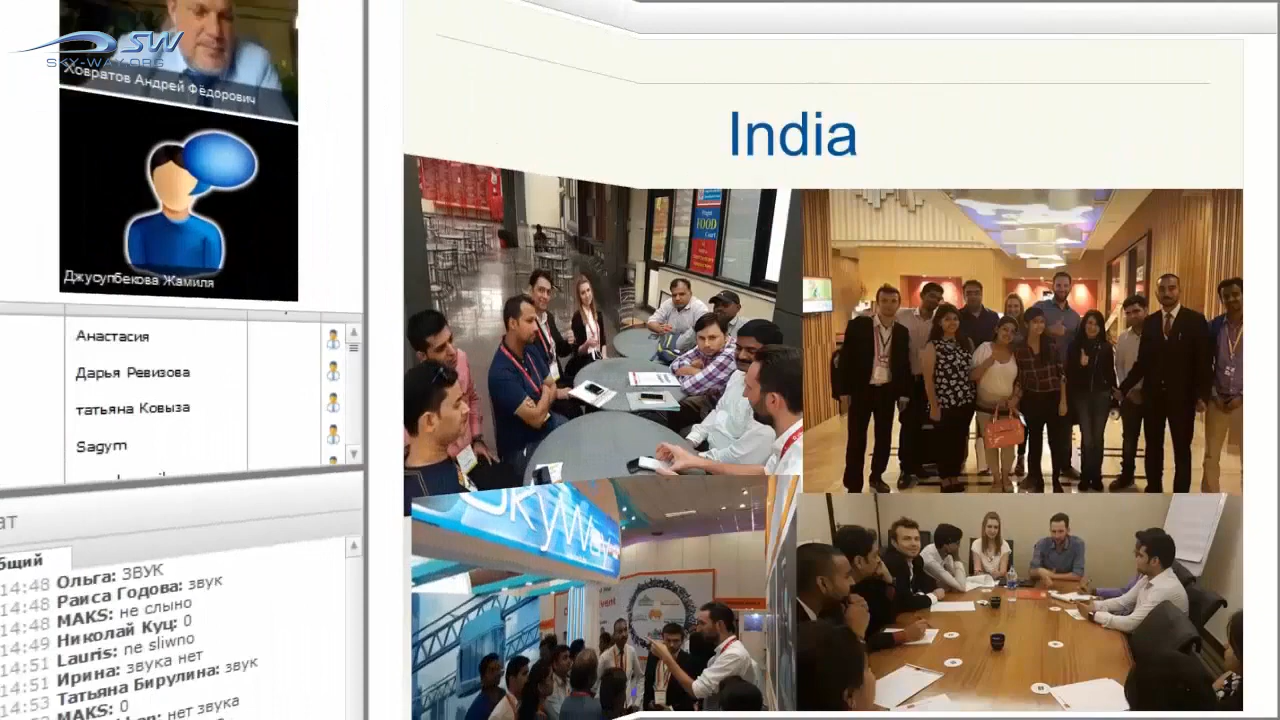 SW
SKY-WAY.ORG
Ховратов Андрей Фёдорович
Джусупбекова Жамиля
Анастасия
Дарья Ревизова
татьяна Ковыза
Sagym
ат
бщий
14:48 Ольга: ЗВУК
14:48 Раиса Годова: звук
14:48 MAKS: не слыно
14:49 Николай Куц: 0
14:51 Lauris: ne sliwno
14:51 Ирина: звука нет
14:53 Татьяна Бирулина: звук
MAKS: 0
нет звука
India
FOOD
Court
SkyWay